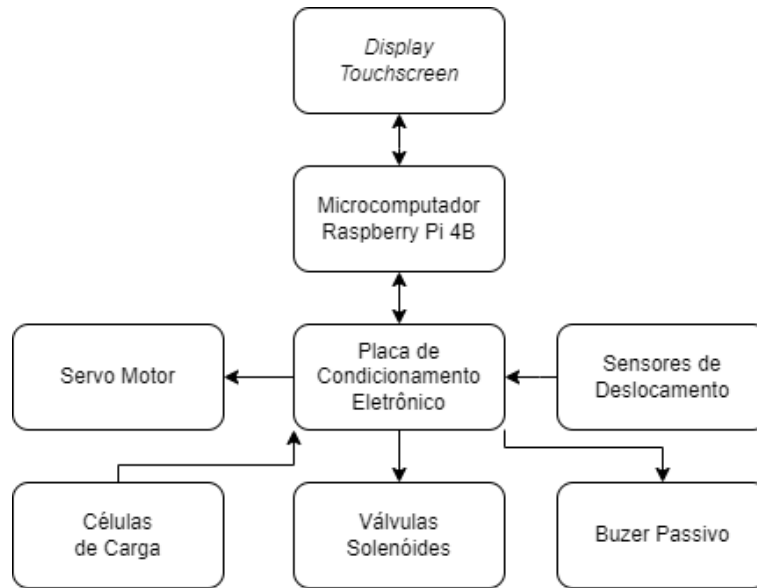 Display
Touchscreen
Microcomputador
Raspberry Pi 4B
Servo Motor
Placa de
Condicionamento
Eletrônico
Sensores de
Deslocamento
Células
de Carga
Válvulas
Solenóides
Buzer Passivo